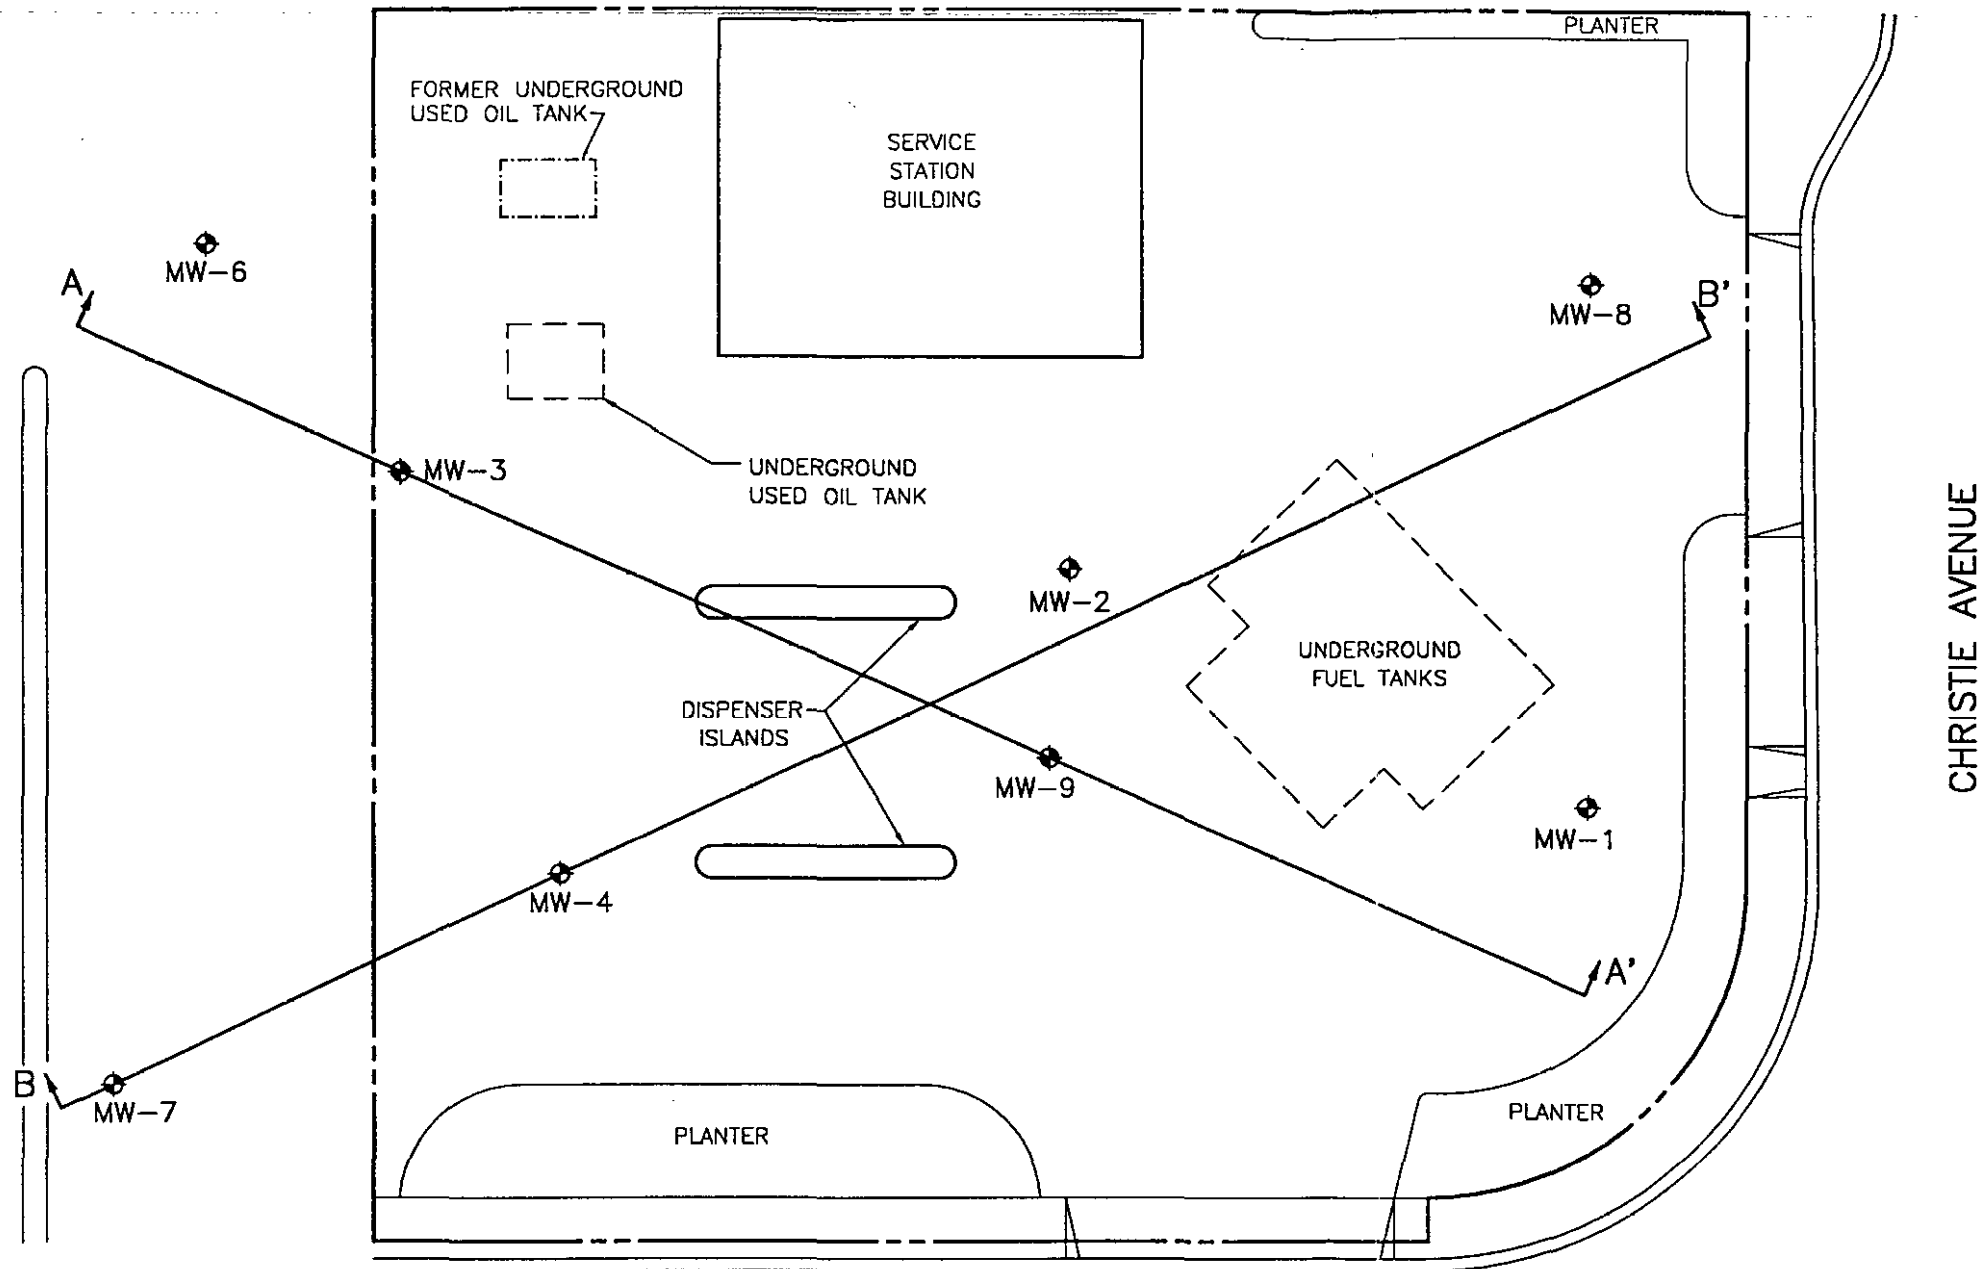 PLANTER
FORMER UNDERGROUND
USED OIL TANK
SERVICE
STATION
BUILDING
MW-6
A
MW-8
B'
MW-3
UNDERGROUND
USED OIL TANK
CHRISTIE AVENUE
MW-2
UNDERGROUND
FUEL TANKS
DISPENSER
ISLANDS
MW-9
MW-1
MW-4
A'
B
MW-7
PLANTER
PLANTER